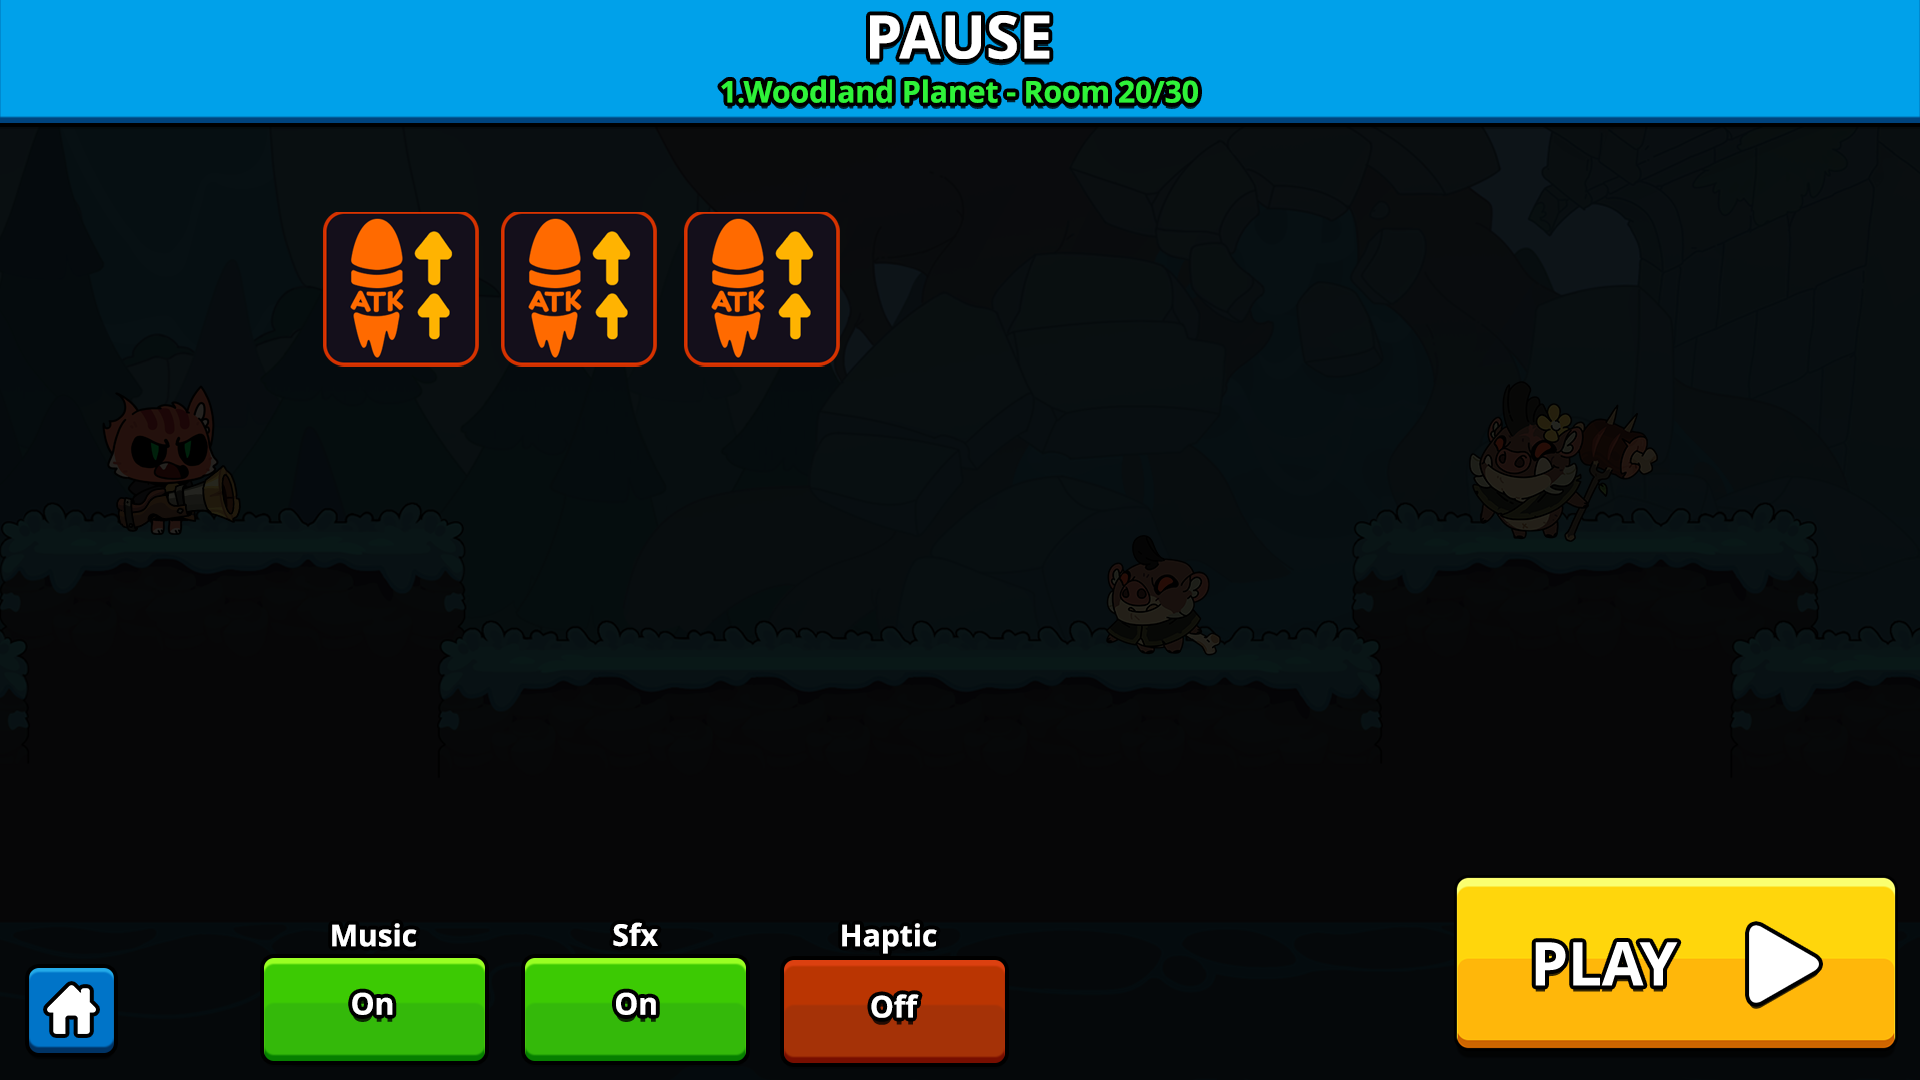 PAUSE
1.Woodland Planet - Room 20/30
ATK ATK ATK
Music Sfx Haptic
On On Off
PLAY